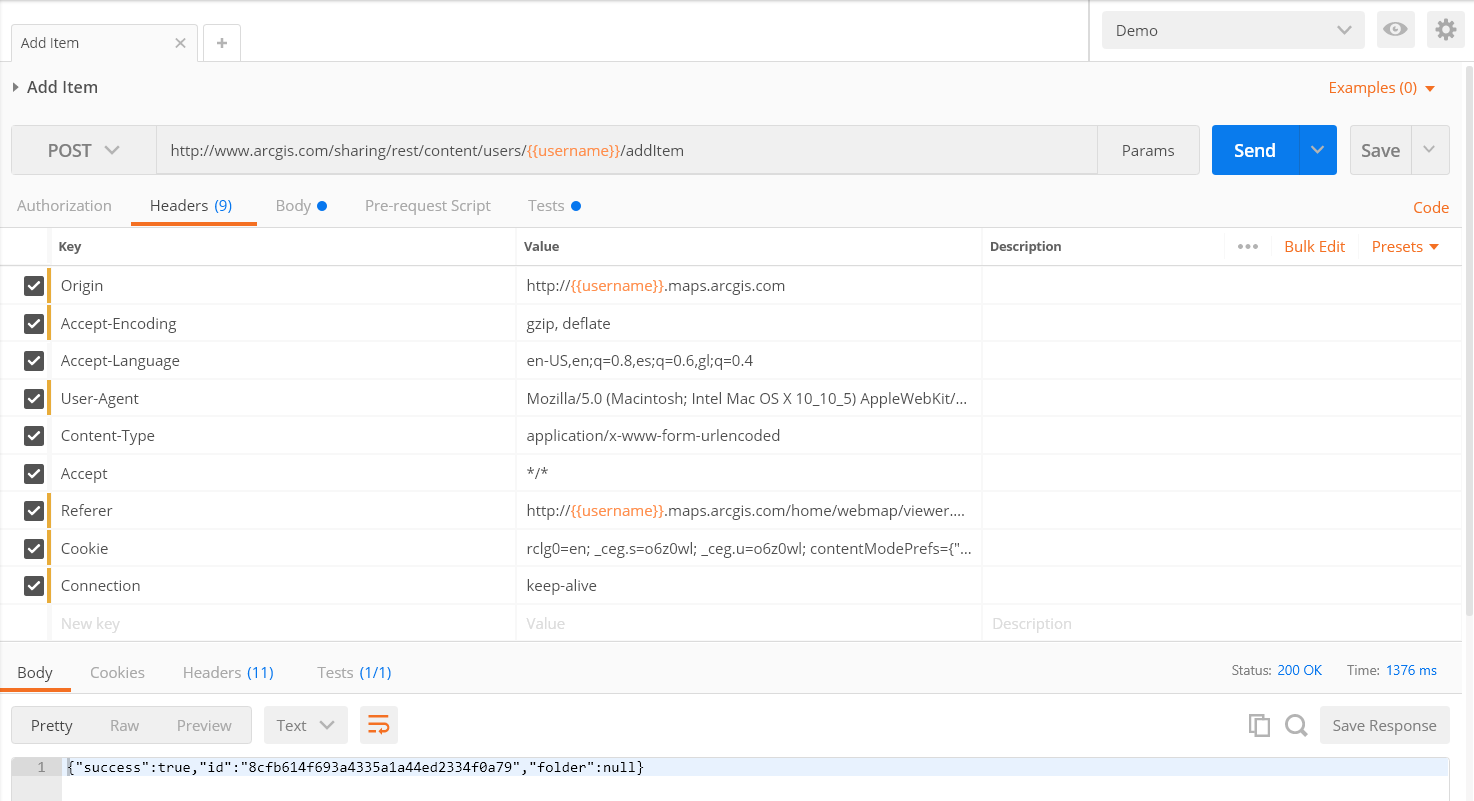 Add Item
Demo
Add Item Examples (0)
POST http://www.arcgis.com/sharing/rest/content/users/{{username}}/addItem Params Send Save
Authorization Headers (9) Body Pre-request Script Tests Code
Key Value Description ••• Bulk Edit Presets
Origin http://{{username}}.maps.arcgis.com
Accept-Encoding gzip, deflate
Accept-Language en-US,en;q=0.8,es;q=0.6,gl;q=0.4
User-Agent Mozilla/5.0 (Macintosh; Intel Mac OS X 10_10_5) AppleWebKit/...
Content-Type application/x-www-form-urlencoded
Accept */*
Referer http://{{username}}.maps.arcgis.com/home/webmap/viewer....
Cookie rclg0=en; _ceg.s=o6z0wl; _ceg.u=o6z0wl; contentModePrefs={"...
Connection keep-alive
New key Value Description
Body Cookies Headers (11) Tests (1/1) Status: 200 OK Time: 1376 ms
Pretty Raw Preview Text Save Response
1 {"success":true,"id":"8cfb614f693a4335a1a44ed2334f0a79","folder":null}